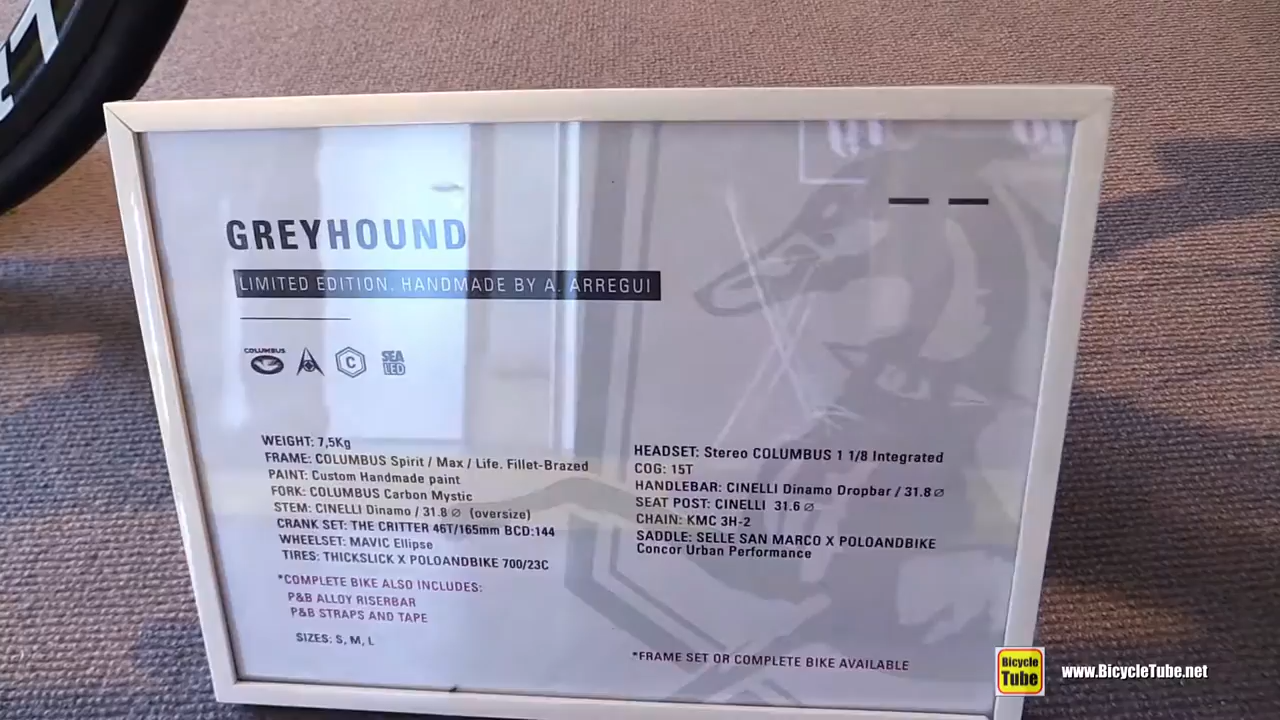 GREYHOUND
LIMITED EDITION. HANDMADE BY A. ARREGUI
COLUMBUS
C
SEA
LED
WEIGHT: 7,5Kg
FRAME: COLUMBUS Spirit / Max / Life. Fillet-Brazed
PAINT: Custom Handmade paint
FORK: COLUMBUS Carbon Mystic
STEM: CINELLI Dinamo / 31.8 ⌀ (oversize)
CRANK SET: THE CRITTER 46T/165mm BCD:144
WHEELSET: MAVIC Ellipse
TIRES: THICKSLICK X POLOANDBIKE 700/23C
*COMPLETE BIKE ALSO INCLUDES:
P&B ALLOY RISERBAR
P&B STRAPS AND TAPE
SIZES: S, M, L
HEADSET: Stereo COLUMBUS 1 1/8 Integrated
COG: 15T
HANDLEBAR: CINELLI Dinamo Dropbar / 31.8 ⌀
SEAT POST: CINELLI 31.6 ⌀
CHAIN: KMC 3H-2
SADDLE: SELLE SAN MARCO X POLOANDBIKE
Concor Urban Performance
*FRAME SET OR COMPLETE BIKE AVAILABLE
Bicycle
Tube
www.BicycleTube.net